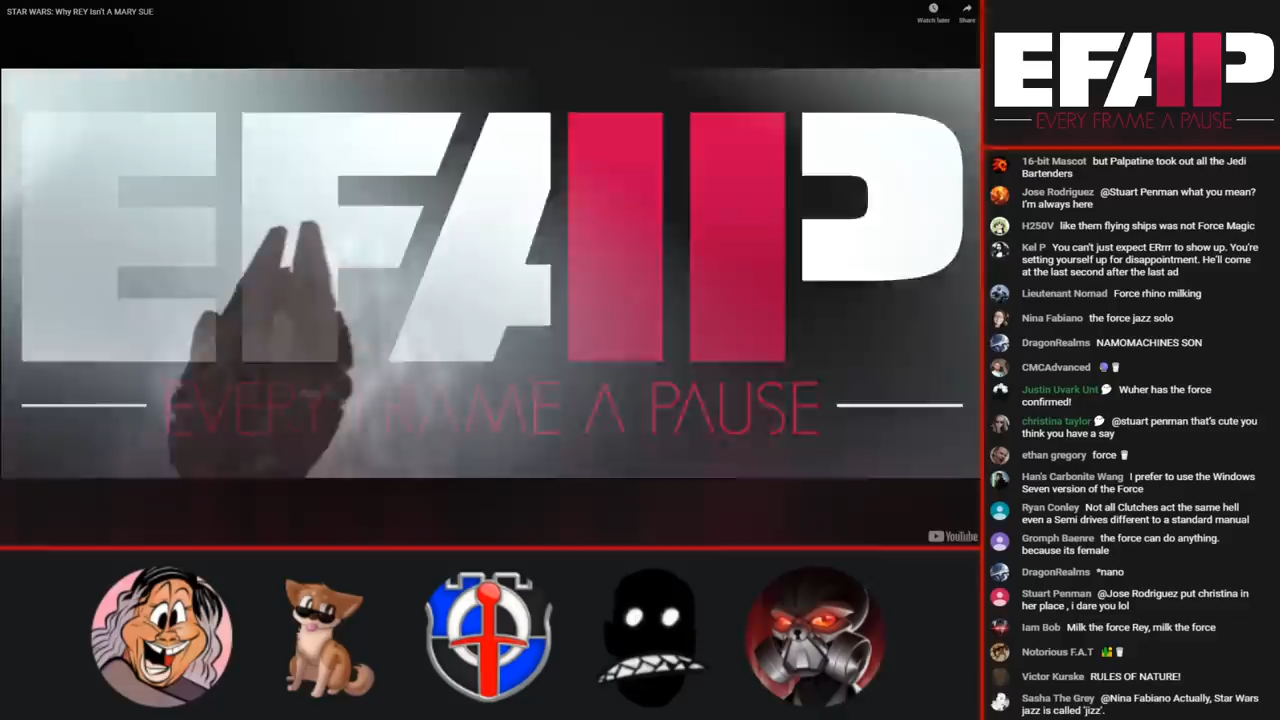 STAR WARS: Why REY Isn't A MARY SUE
Watch later
Share
EFAP
EVERY FRAME A PAUSE
YouTube
EFAP
EVERY FRAME A PAUSE
16-bit Mascot but Palpatine took out all the Jedi
Bartenders
Jose Rodriguez @Stuart Penman what you mean?
I'm always here
H250V like them flying ships was not Force Magic
Kel P You can't just expect ERrr to show up. You're
setting yourself up for disappointment. He'll come
at the last second after the last ad
Lieutenant Nomad Force rhino milking
Nina Fabiano the force jazz solo
DragonRealms NAMOMACHINES SON
CMCAdvanced
Justin Uvark Unt Wuher has the force
confirmed!
christina taylor @stuart penman that's cute you
think you have a say
ethan gregory force
Han's Carbonite Wang I prefer to use the Windows
Seven version of the Force
Ryan Conley Not all Clutches act the same hell
even a Semi drives different to a standard manual
Gromph Baenre the force can do anything.
because its female
DragonRealms *nano
Stuart Penman @Jose Rodriguez put christina in
her place , i dare you lol
Iam Bob Milk the force Rey, milk the force
Notorious F.A.T
Victor Kurske RULES OF NATURE!
Sasha The Grey @Nina Fabiano Actually, Star Wars
jazz is called 'jizz'.